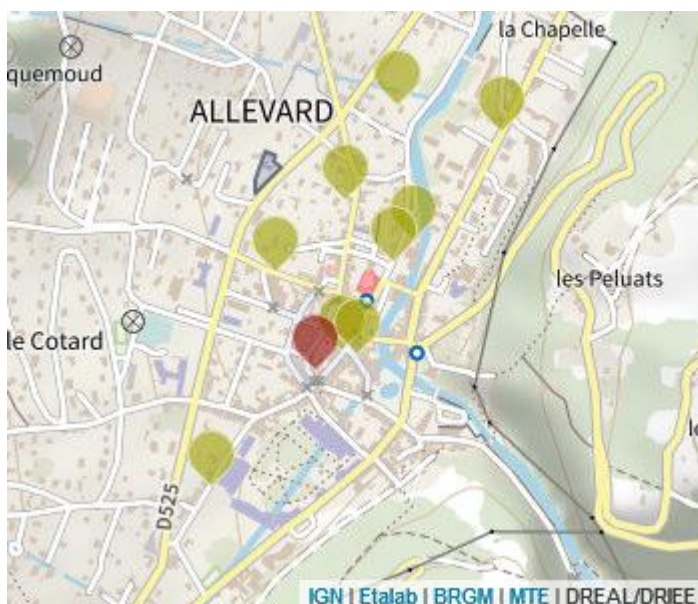 la Chapelle
quemoud
ALLEVARD
les Peluats
le Cotard
D525
IGN | Etalab | BRGM | MTE | DREAL/DRIEE